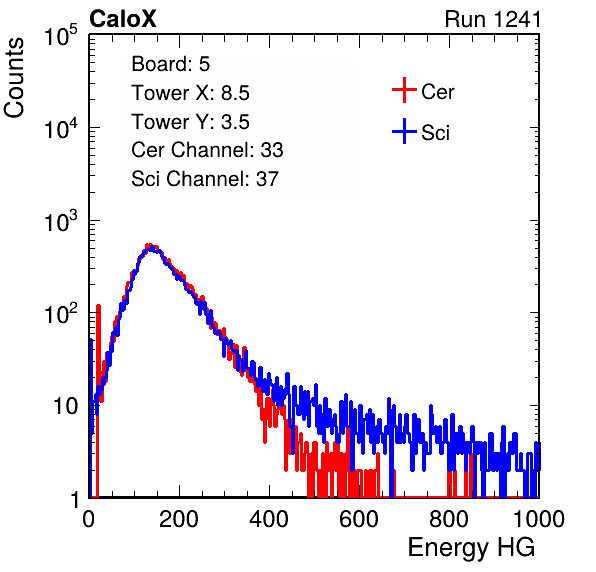 CaloX
Run 1241
Counts
Board: 5
Tower X: 8.5
Tower Y: 3.5
Cer Channel: 33
Sci Channel: 37
Cer
Sci
10^5
10^4
10^3
10^2
10
1
0 200 400 600 800 1000
Energy HG